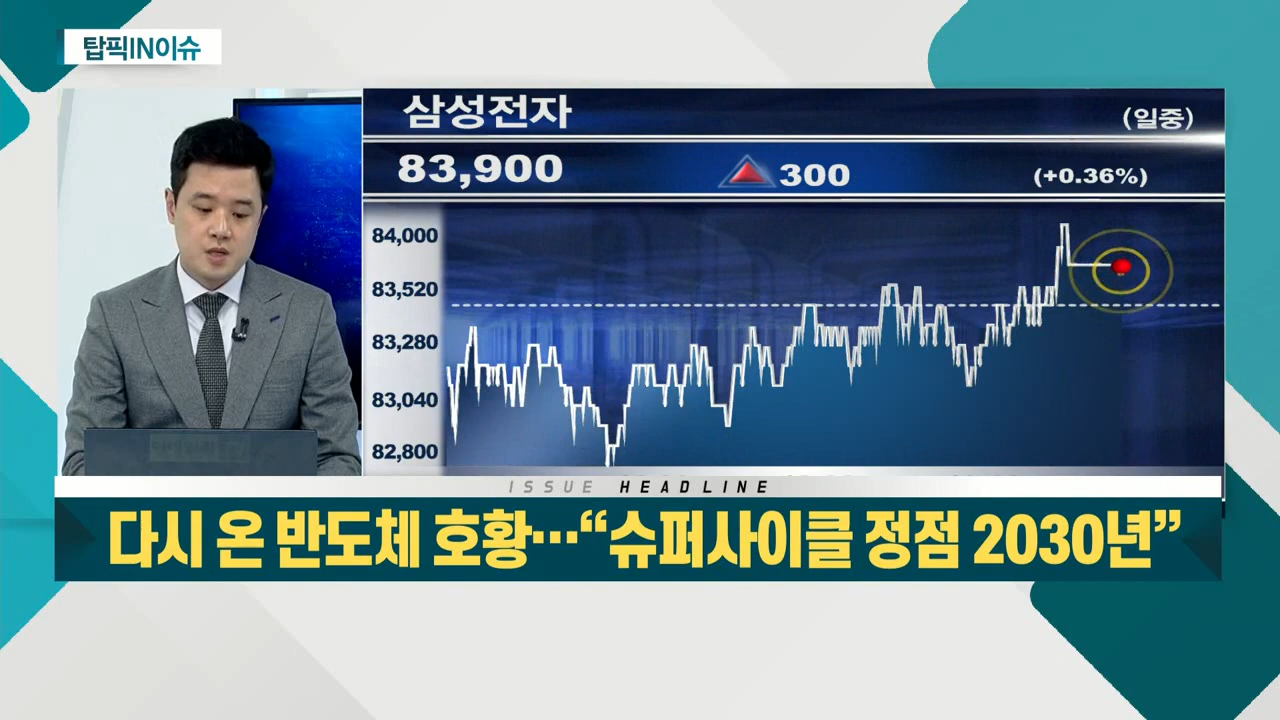 탑픽IN이슈
삼성전자
(일중)
83,900 300 (+0.36%)
84,000
83,520
83,280
83,040
82,800
ISSUE HEADLINE
다시 온 반도체 호황…“슈퍼사이클 정점 2030년”